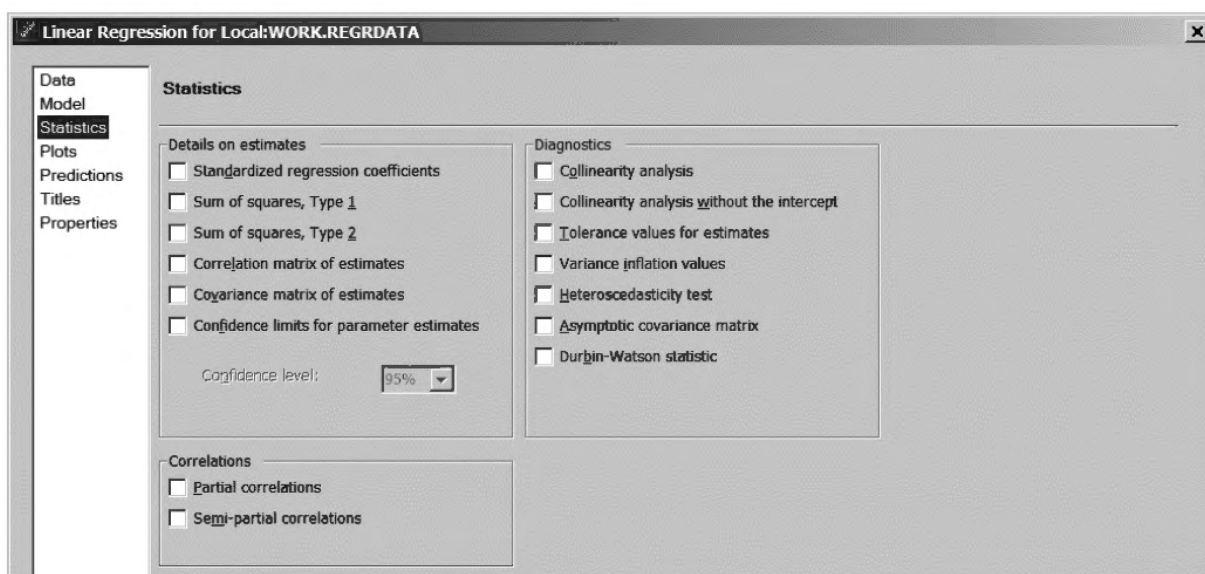 Linear Regression for Local:WORK.REGRDATA
Data
Model
Statistics
Plots
Predictions
Titles
Properties
Statistics
Details on estimates
Standardized regression coefficients
Sum of squares, Type 1
Sum of squares, Type 2
Correlation matrix of estimates
Covariance matrix of estimates
Confidence limits for parameter estimates
Confidence level: 95%
Diagnostics
Collinearity analysis
Collinearity analysis without the intercept
Tolerance values for estimates
Variance inflation values
Heteroscedasticity test
Asymptotic covariance matrix
Durbin-Watson statistic
Correlations
Partial correlations
Semi-partial correlations